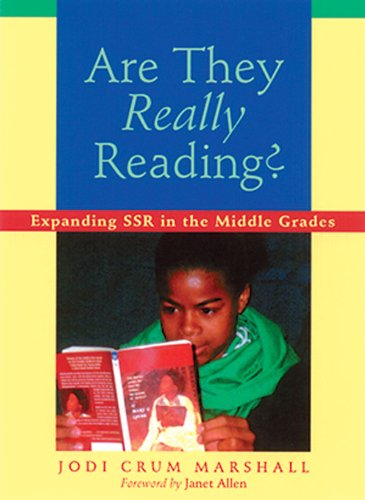 Are They
Really
Reading?
Expanding SSR in the Middle Grades
JODI CRUM MARSHALL
Foreword by Janet Allen